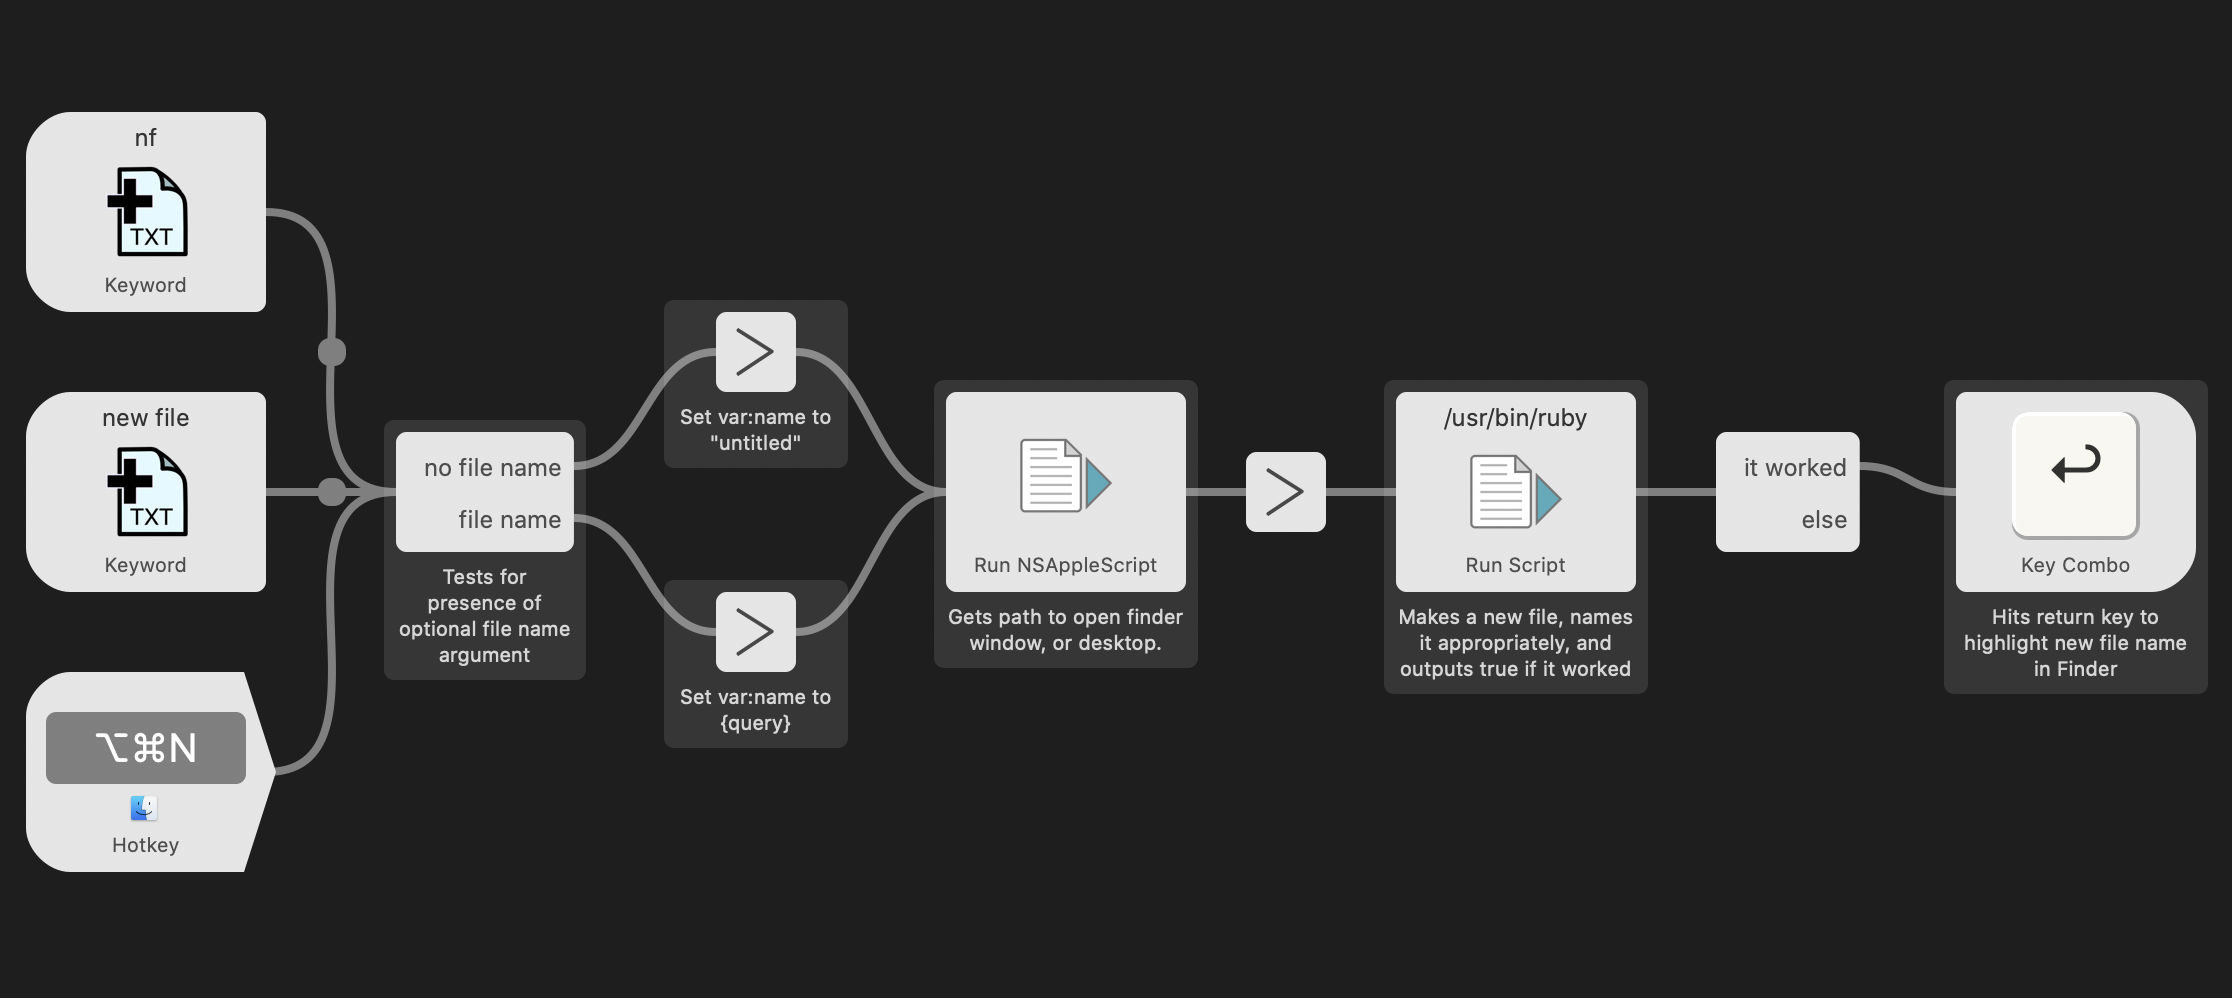 nf
TXT
Keyword
new file
TXT
Keyword
⌥⌘N
Hotkey
no file name
file name
Tests for
presence of
optional file name
argument
Set var:name to
"untitled"
Set var:name to
{query}
Run NSAppleScript
Gets path to open finder
window, or desktop.
/usr/bin/ruby
Run Script
Makes a new file, names
it appropriately, and
outputs true if it worked
it worked
else
Key Combo
Hits return key to
highlight new file name
in Finder